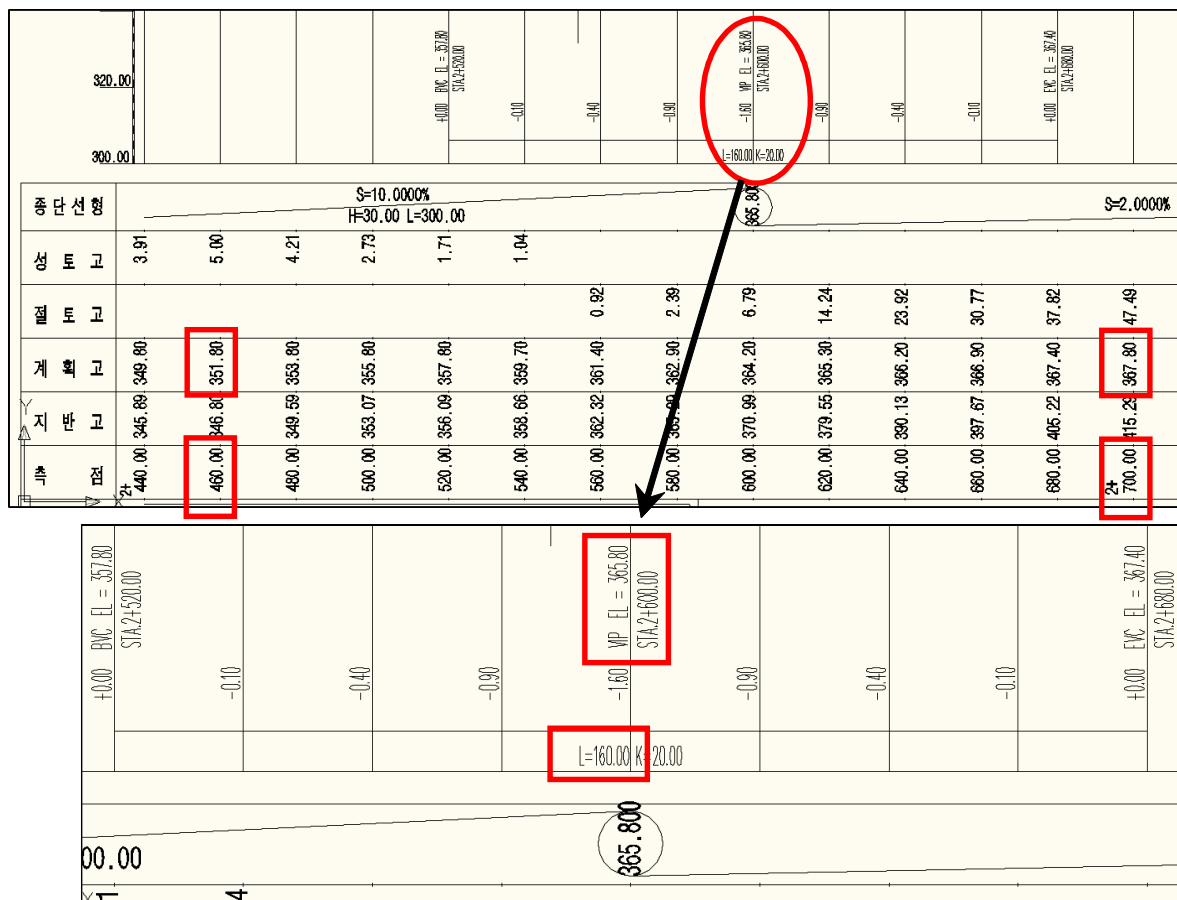 320.00
300.00
+0.00 BVC EL = 357.80
STA.2+520.00
-0.10
-0.40
-1.60 VIP EL = 365.80
STA.2+600.00
-0.90
-0.40
-0.10
+0.00 EVC EL = 367.40
STA.2+680.00
L=160.00 K=20.00
종단선형
S=10.0000%
H=30.00 L=300.00
365.800
S=2.0000%
성 토 고 3.91 5.00 4.21 2.73 1.71 1.04
절 토 고 0.92 2.39 6.79 14.24 23.92 30.77 37.82 47.49
계 획 고 349.80 351.80 353.80 355.80 357.80 359.70 361.40 362.90 364.20 365.30 366.20 366.90 367.40 367.80
지 반 고 345.89 346.80 349.59 353.07 356.09 358.66 362.32 370.99 379.55 390.13 397.67 405.22 415.29
측 점 2+ 440.00 460.00 480.00 500.00 520.00 540.00 560.00 580.00 600.00 620.00 640.00 660.00 680.00 2+ 700.00
Y
X
+0.00 BVC EL = 357.80
STA.2+520.00
-0.10
-0.40
-0.90
-1.60 VIP EL = 365.80
STA.2+600.00
-0.90
-0.40
-0.10
+0.00 EVC EL = 367.40
STA.2+680.00
L=160.00 K=20.00
365.800
00.00
4